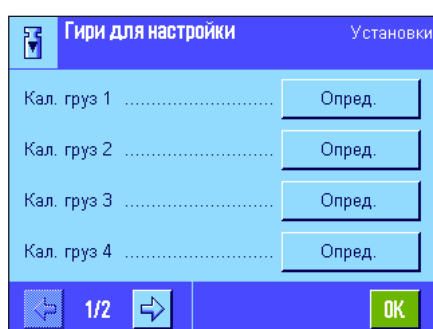 Гири для настройки Установки
Кал. груз 1 ........................... Опред.
Кал. груз 2 ........................... Опред.
Кал. груз 3 ........................... Опред.
Кал. груз 4 ........................... Опред.
1/2 OK